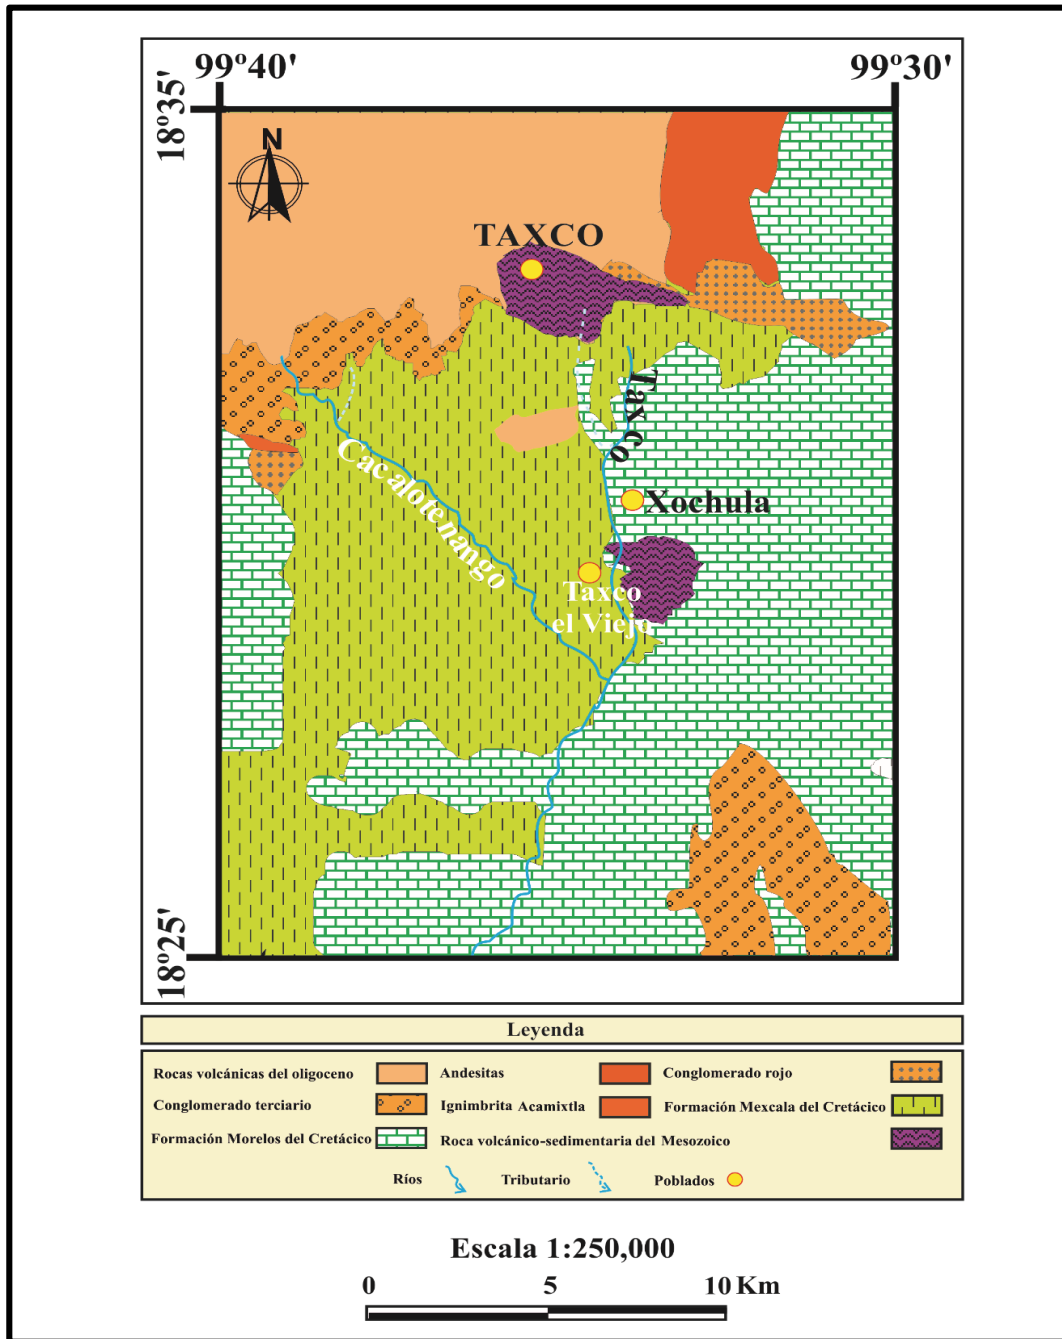 99º40'
99º30'
18º35'
N
TAXCO
Taxco
Cacalotenango
Xochula
Taxco
el Viejo
18º25'
Leyenda
Rocas volcánicas del oligoceno
Andesitas
Conglomerado rojo
Conglomerado terciario
Ignimbrita Acamixtla
Formación Mexcala del Cretácico
Formación Morelos del Cretácico
Roca volcánico-sedimentaria del Mesozoico
Ríos
Tributario
Poblados
Escala 1:250,000
0 5 10 Km